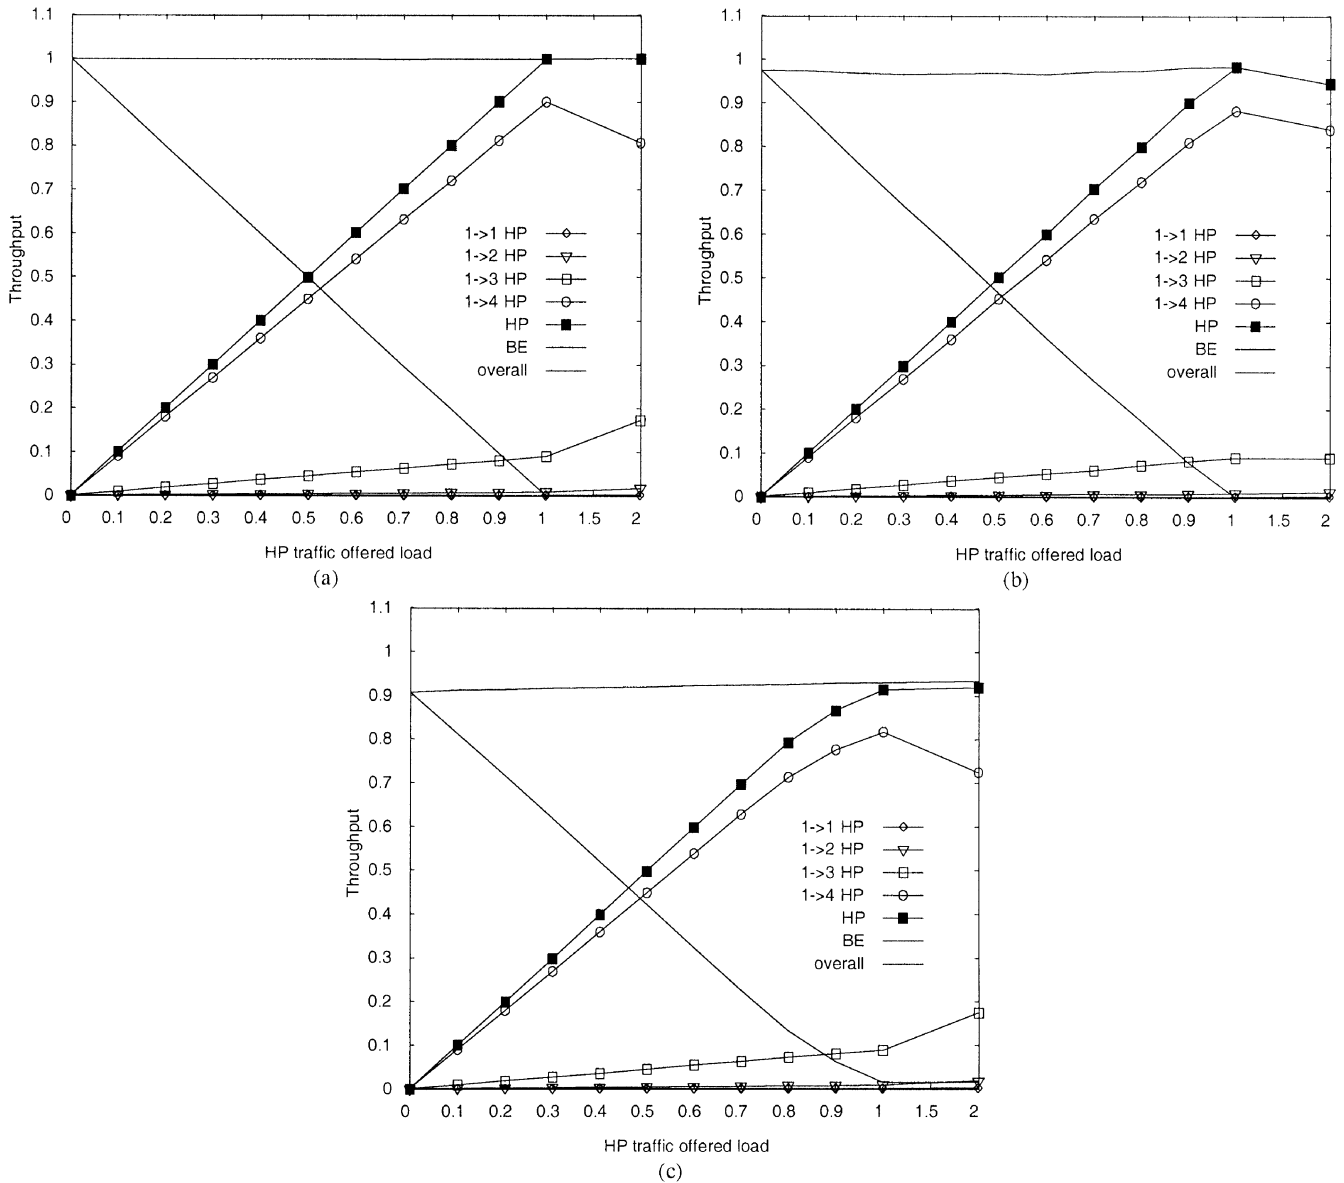 1.1
1
0.9
0.8
0.7
0.6
0.5
0.4
0.3
0.2
0.1
0
Throughput
1->1 HP
1->2 HP
1->3 HP
1->4 HP
HP
BE
overall
0 0.1 0.2 0.3 0.4 0.5 0.6 0.7 0.8 0.9 1 1.5 2
HP traffic offered load
(a)
1.1
1
0.9
0.8
0.7
0.6
0.5
0.4
0.3
0.2
0.1
0
Throughput
1->1 HP
1->2 HP
1->3 HP
1->4 HP
HP
BE
overall
0 0.1 0.2 0.3 0.4 0.5 0.6 0.7 0.8 0.9 1 1.5 2
HP traffic offered load
(b)
1.1
1
0.9
0.8
0.7
0.6
0.5
0.4
0.3
0.2
0.1
0
Throughput
1->1 HP
1->2 HP
1->3 HP
1->4 HP
HP
BE
overall
0 0.1 0.2 0.3 0.4 0.5 0.6 0.7 0.8 0.9 1 1.5 2
HP traffic offered load
(c)